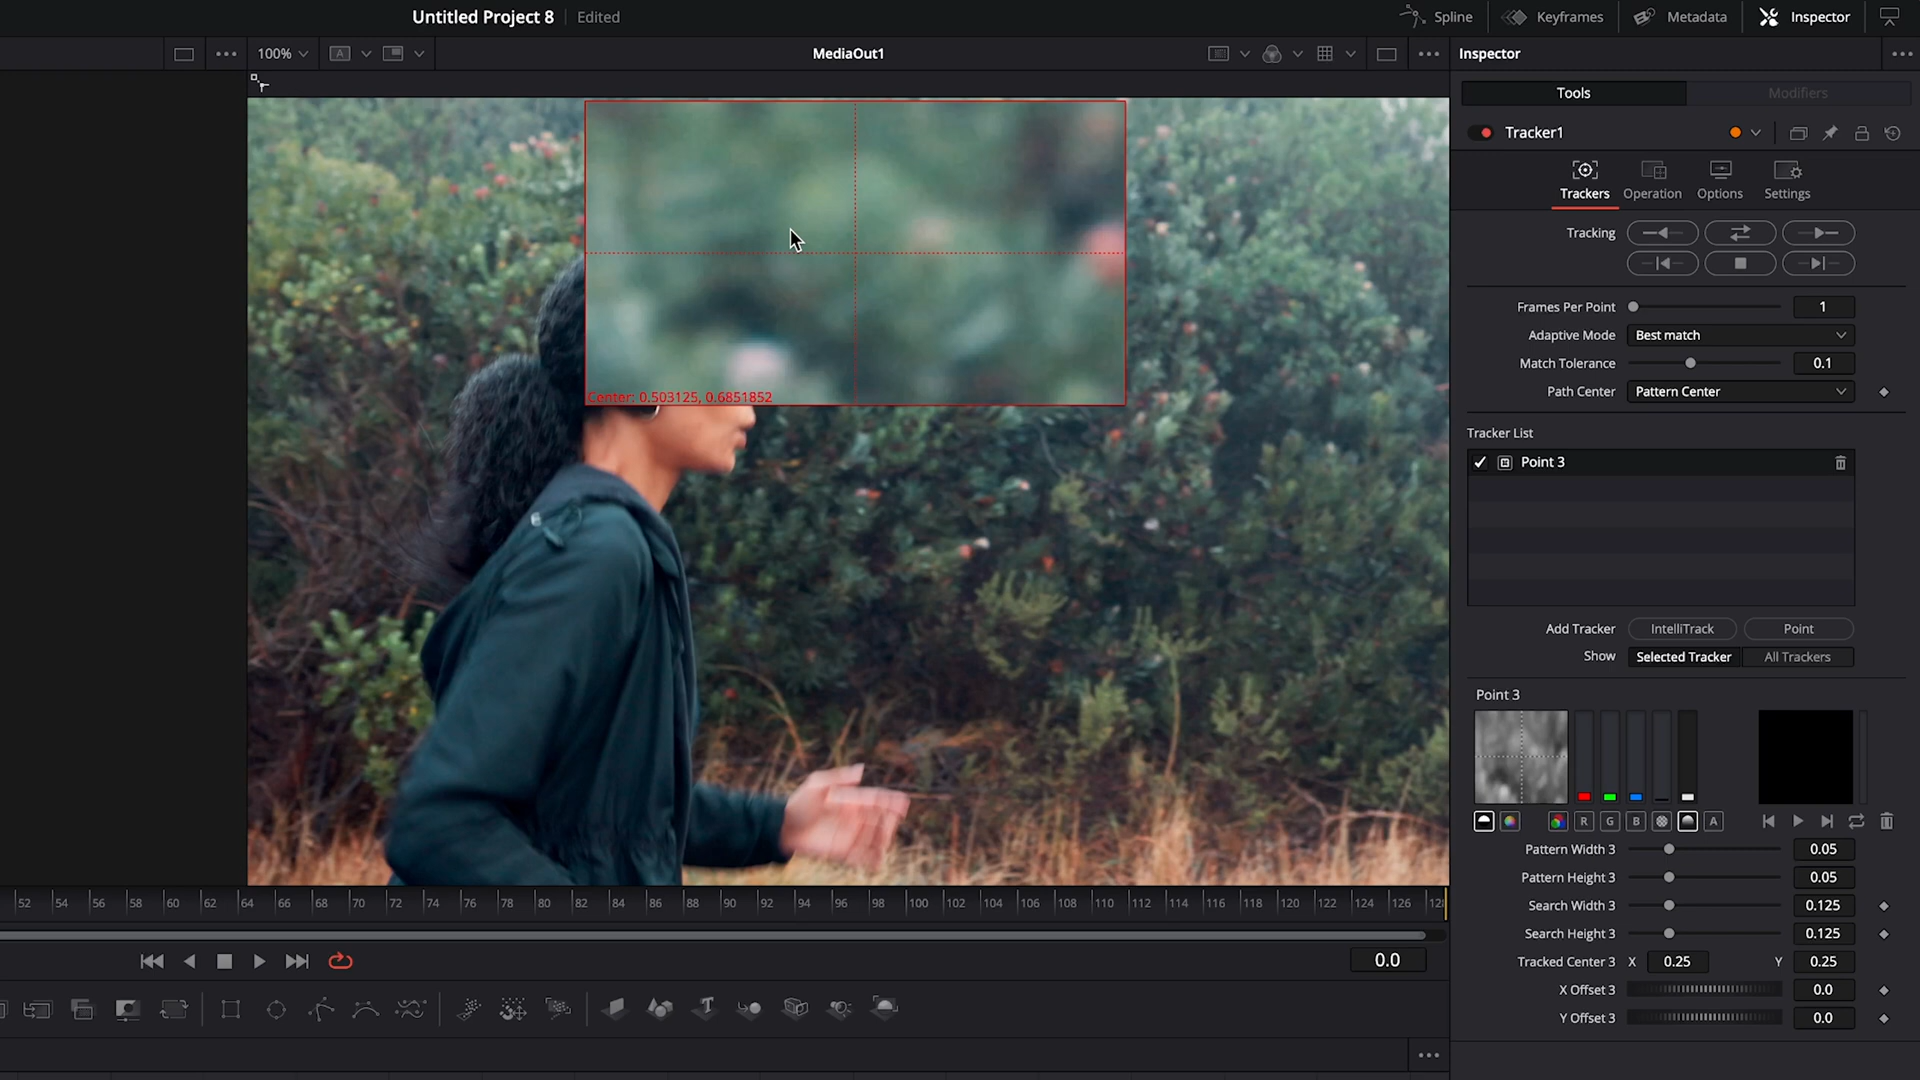 Untitled Project 8 Edited
Spline Keyframes Metadata Inspector
100% A MediaOut1 Inspector
Tools Modifiers
Tracker1
Trackers Operation Options Settings
Tracking
Frames Per Point 1
Adaptive Mode Best match
Match Tolerance 0.1
Path Center Pattern Center
Center: 0.503125, 0.6851852
Tracker List
Point 3
Add Tracker IntelliTrack Point
Show Selected Tracker All Trackers
Point 3
R G B A
Pattern Width 3 0.05
Pattern Height 3 0.05
Search Width 3 0.125
Search Height 3 0.125
Tracked Center 3 X 0.25 Y 0.25
X Offset 3 0.0
Y Offset 3 0.0
52 54 56 58 60 62 64 66 68 70 72 74 76 78 80 82 84 86 88 90 92 94 96 98 100 102 104 106 108 110 112 114 116 118 120 122 124 126
0.0
T